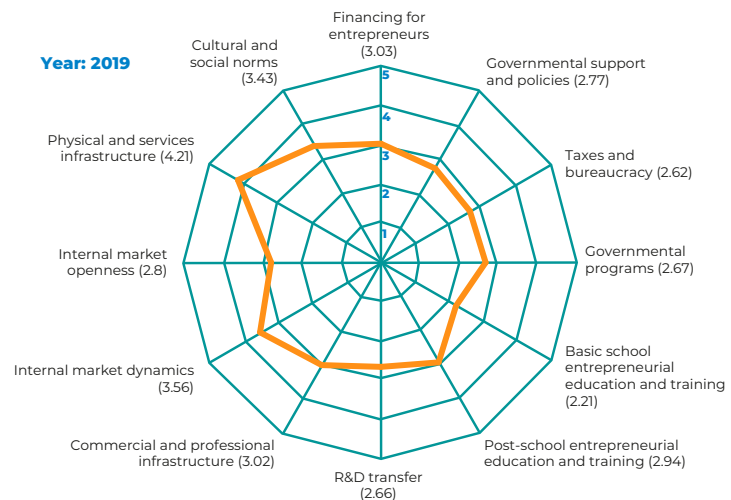 Year: 2019
Financing for
entrepreneurs
(3.03)
Governmental support
and policies (2.77)
Taxes and
bureaucracy (2.62)
Governmental
programs (2.67)
Basic school
entrepreneurial
education and training
(2.21)
Post-school entrepreneurial
education and training (2.94)
R&D transfer
(2.66)
Commercial and professional
infrastructure (3.02)
Internal market dynamics
(3.56)
Internal market
openness (2.8)
Physical and services
infrastructure (4.21)
Cultural and
social norms
(3.43)
5
4
3
2
1